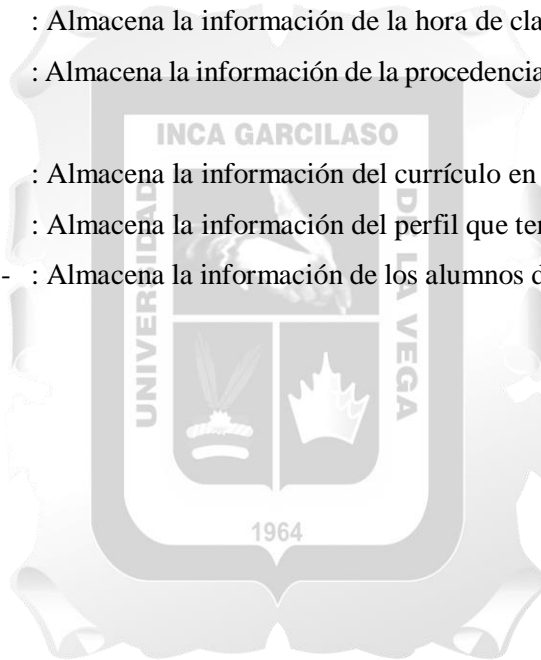 : Almacena la información de la hora de cla
: Almacena la información de la procedencia
INCA GARCILASO
: Almacena la información del currículo en
UNIVERSIDAD
DE LA VEGA
: Almacena la información del perfil que ter
- : Almacena la información de los alumnos d
1964